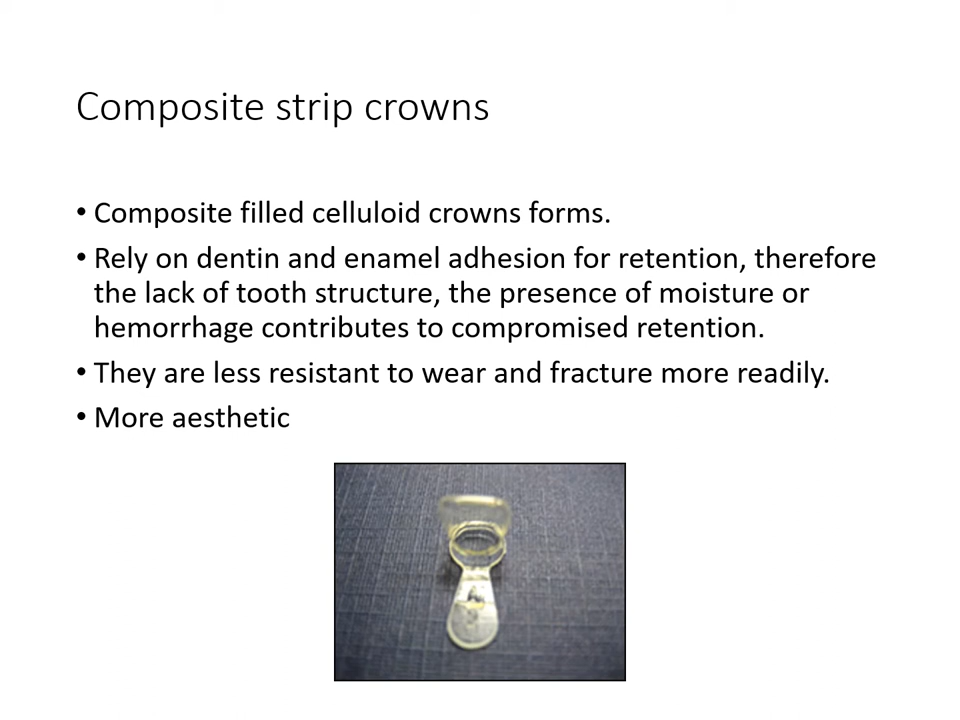 Composite strip crowns
• Composite filled celluloid crowns forms.
• Rely on dentin and enamel adhesion for retention, therefore
the lack of tooth structure, the presence of moisture or
hemorrhage contributes to compromised retention.
• They are less resistant to wear and fracture more readily.
• More aesthetic